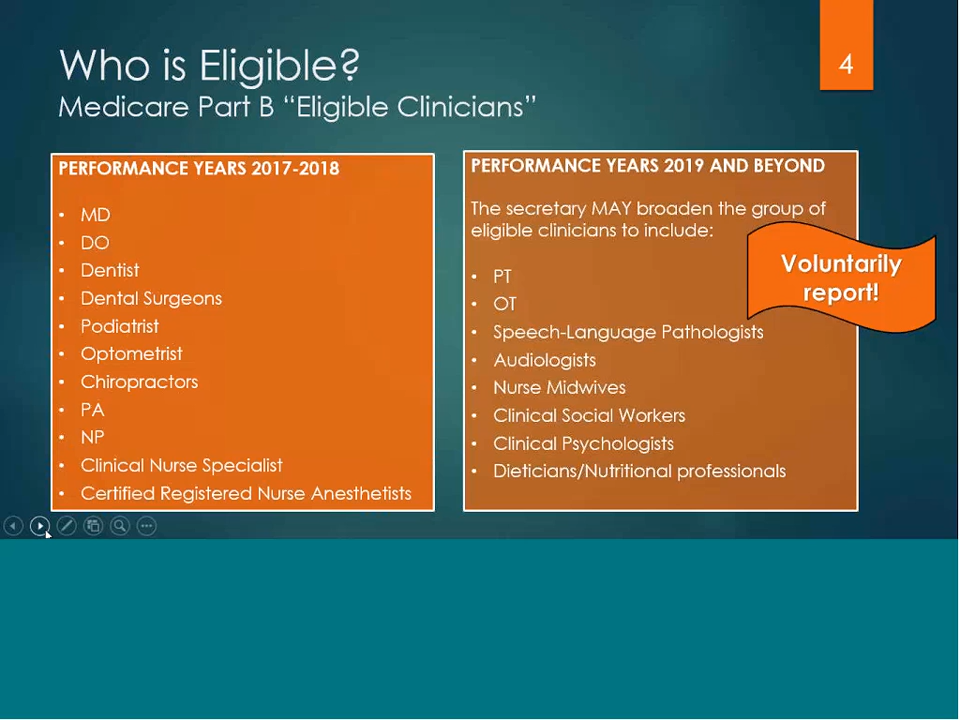 Who is Eligible?
Medicare Part B “Eligible Clinicians”
4
PERFORMANCE YEARS 2017-2018
• MD
• DO
• Dentist
• Dental Surgeons
• Podiatrist
• Optometrist
• Chiropractors
• PA
• NP
• Clinical Nurse Specialist
• Certified Registered Nurse Anesthetists
PERFORMANCE YEARS 2019 AND BEYOND
The secretary MAY broaden the group of
eligible clinicians to include:
• PT
• OT
• Speech-Language Pathologists
• Audiologists
• Nurse Midwives
• Clinical Social Workers
• Clinical Psychologists
• Dieticians/Nutritional professionals
Voluntarily
report!